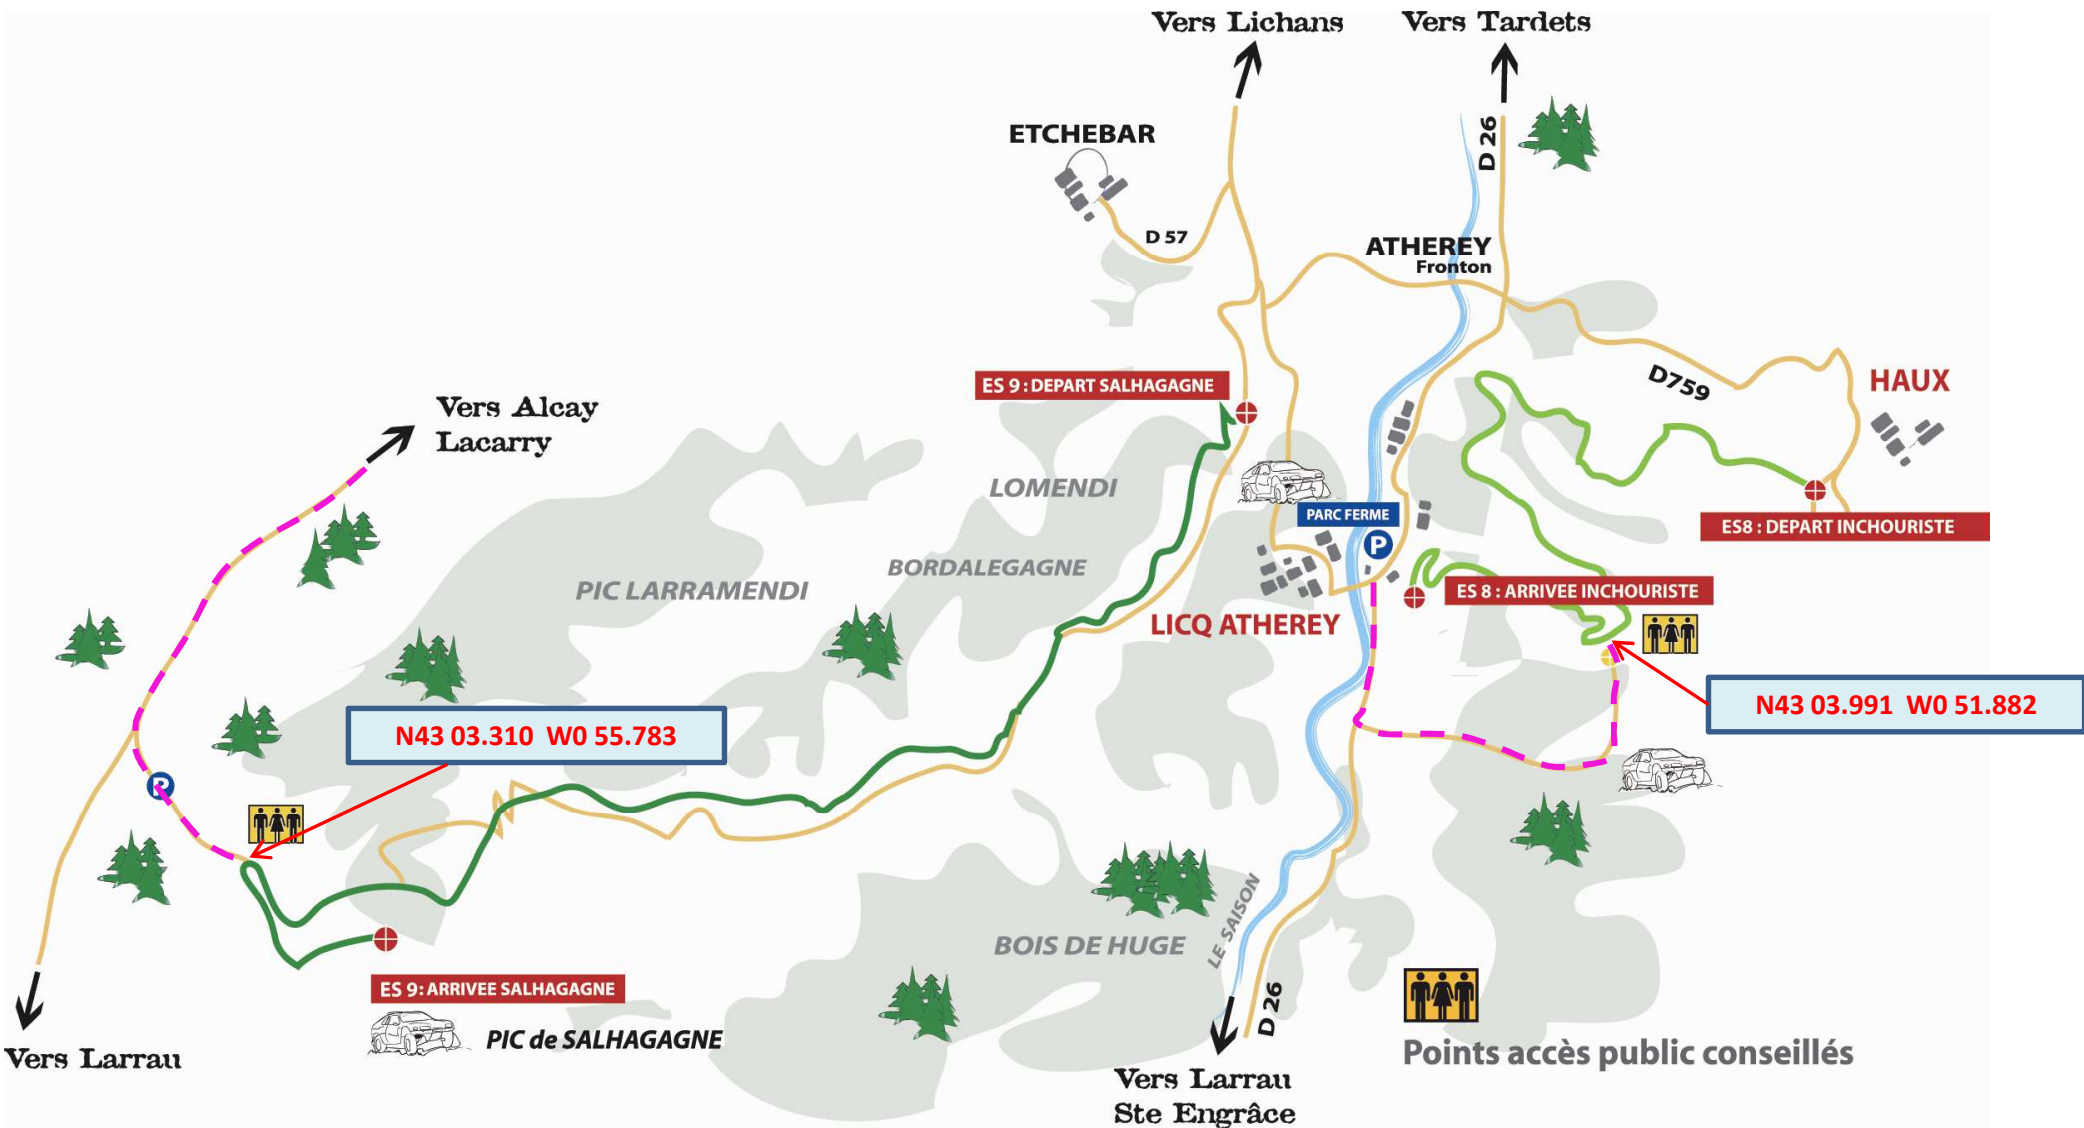 Vers Lichans
Vers Tardets
ETCHEBAR
D 26
D 57
ATHEREY
Fronton
D759
HAUX
ES 9 : DEPART SALHAGAGNE
Vers Alcay
Lacarry
LOMENDI
PARC FERME
P
ES8 : DEPART INCHOURISTE
BORDALEGAGNE
PIC LARRAMENDI
ES 8 : ARRIVEE INCHOURISTE
LICQ ATHEREY
N43 03.991 W0 51.882
N43 03.310 W0 55.783
P
LE SAISON
BOIS DE HUGE
ES 9: ARRIVEE SALHAGAGNE
D 26
PIC de SALHAGAGNE
Vers Larrau
Points accès public conseillés
Vers Larrau
Ste Engrâce